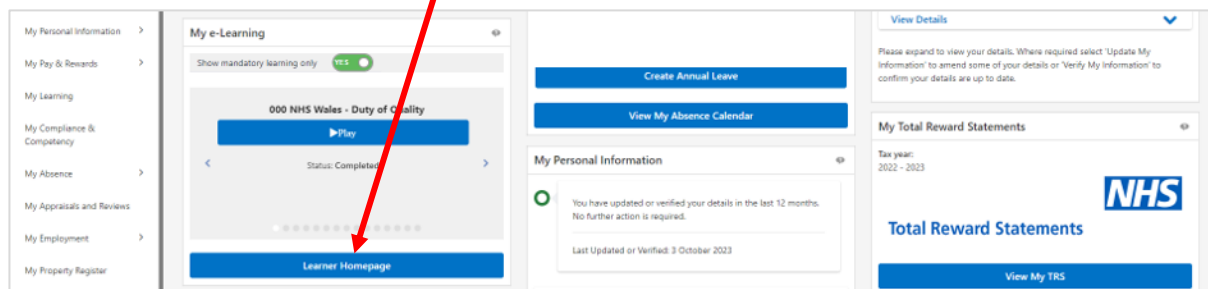 My Personal Information
My Pay & Rewards
My Learning
My Compliance &
Competency
My Absence
My Appraisals and Reviews
My Employment
My Property Register
My e-Learning
Show mandatory learning only YES
000 NHS Wales - Duty of Quality
Play
Status: Completed
Learner Homepage
Create Annual Leave
View My Absence Calendar
My Personal Information
You have updated or verified your details in the last 12 months.
No further action is required.
Last Updated or Verified: 3 October 2023
View Details
Please expand to view your details. Where required select 'Update My
Information' to amend some of your details or 'Verify My Information' to
confirm your details are up to date.
My Total Reward Statements
Tax year:
2022 - 2023
NHS
Total Reward Statements
View My TRS